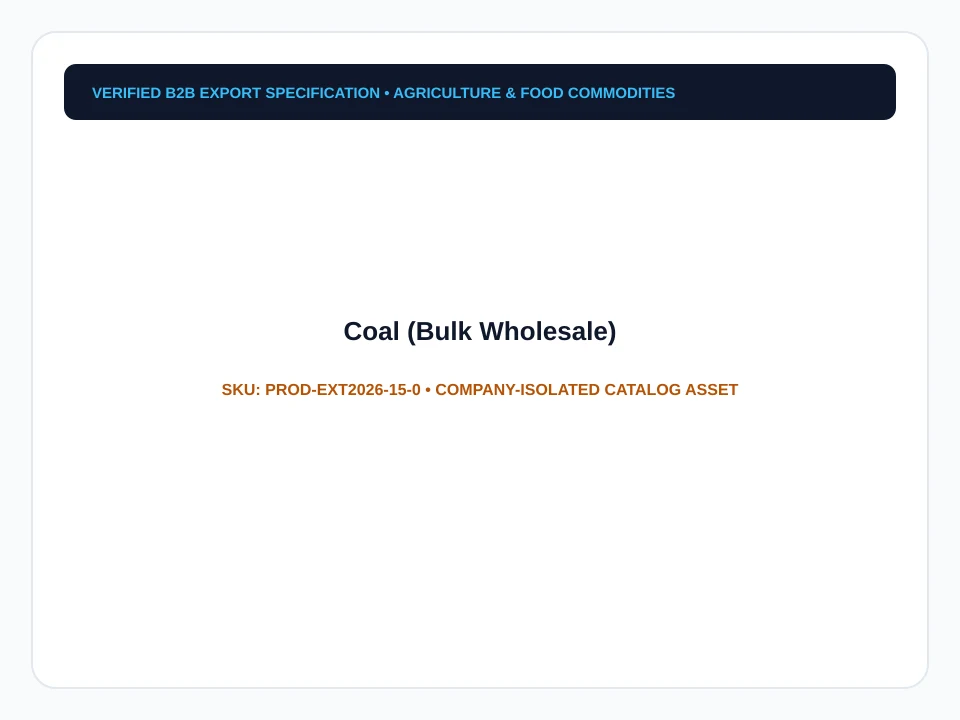 VERIFIED B2B EXPORT SPECIFICATION • AGRICULTURE & FOOD COMMODITIES
Coal (Bulk Wholesale)
SKU: PROD-EXT2026-15-0 • COMPANY-ISOLATED CATALOG ASSET